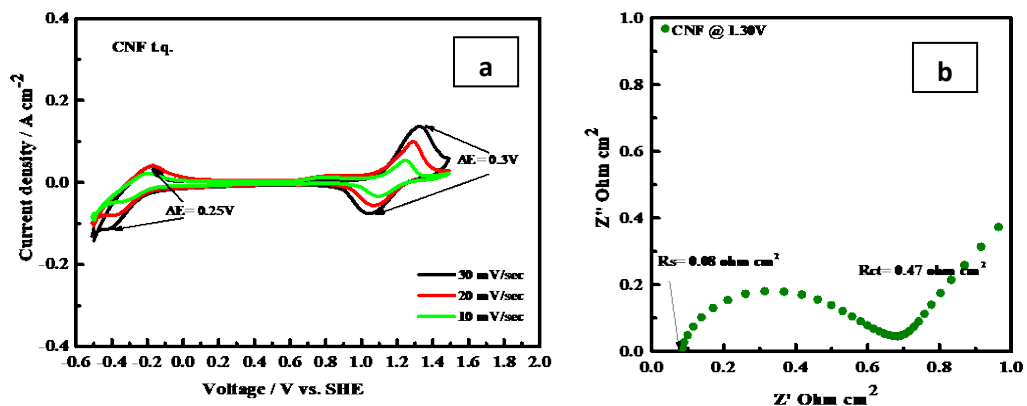 CNF t.q.
a
ΔE= 0.3V
ΔE= 0.25V
30 mV/sec
20 mV/sec
10 mV/sec
0.4
0.2
0.0
-0.2
-0.4
-0.6 -0.4 -0.2 0.0 0.2 0.4 0.6 0.8 1.0 1.2 1.4 1.6 1.8 2.0
Current density / A cm-2
Voltage / V vs. SHE
CNF @ 1.30V
b
Rs= 0.08 ohm cm2
Rct= 0.47 ohm cm2
1.0
0.8
0.6
0.4
0.2
0.0
0.0 0.2 0.4 0.6 0.8 1.0
Z'' Ohm cm2
Z' Ohm cm2